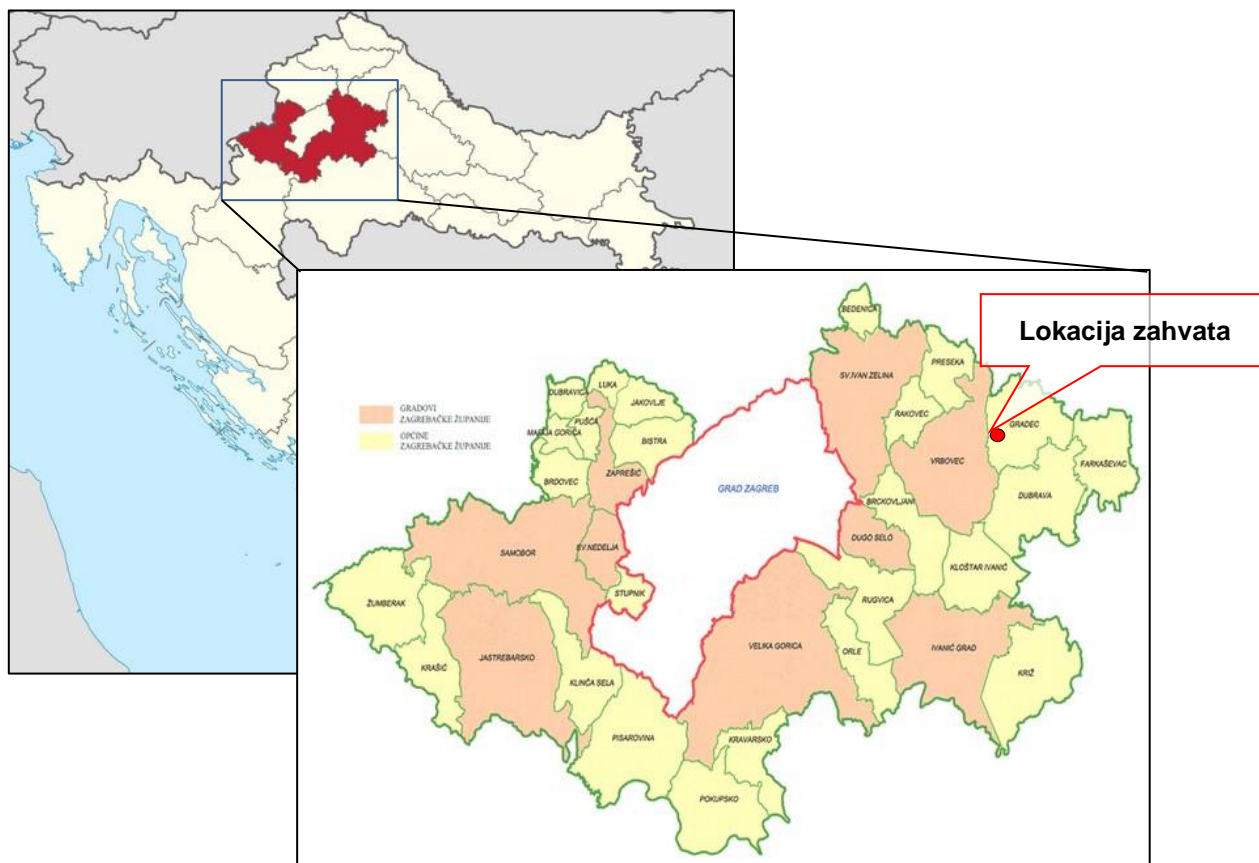 Lokacija zahvata
BEDENICA
SV.IVAN ZELINA
PRESEKA
RAKOVEC
GRADEC
VRBOVEC
FARKAŠEVAC
DUBRAVA
DUBRAVICA
LUKA
JAKOVLJE
PUŠĆA
MARIJA GORICA
BISTRA
ZAPREŠIĆ
BRDOVEC
GRADOVI
ZAGREBAČKE ŽUPANIJE
OPĆINE
ZAGREBAČKE ŽUPANIJE
GRAD ZAGREB
BRCKOVLJANI
DUGO SELO
KLOŠTAR IVANIĆ
SAMOBOR
SV.NEDELJA
STUPNIK
ŽUMBERAK
RUGVICA
KRAŠIĆ
JASTREBARSKO
KLINČA SELA
VELIKA GORICA
ORLE
IVANIĆ GRAD
KRIŽ
PISAROVINA
KRAVARSKO
POKUPSKO